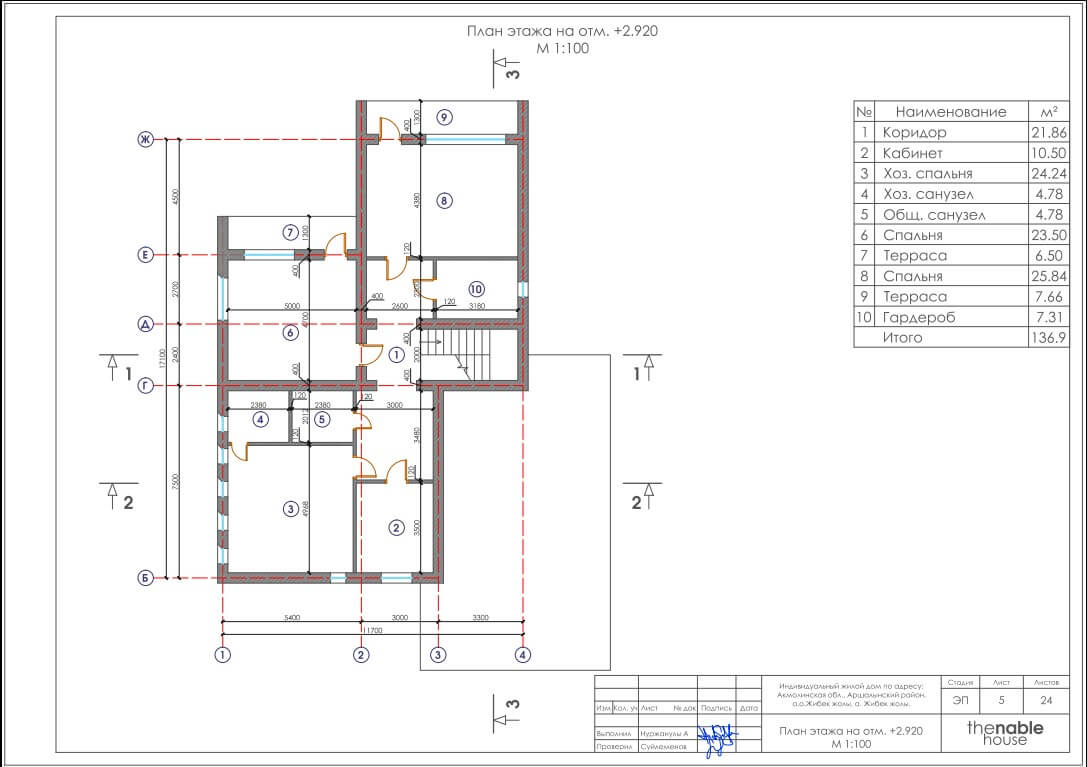 План этажа на отм. +2.920
М 1:100
3
№ Наименование м²
1 Коридор 21.86
2 Кабинет 10.50
3 Хоз. спальня 24.24
4 Хоз. санузел 4.78
5 Общ. санузел 4.78
6 Спальня 23.50
7 Терраса 6.50
8 Спальня 25.84
9 Терраса 7.66
10 Гардероб 7.31
Итого 136.9
1300
9
400
Ж
4500
4380
8
7
1300
120
Е
400
2700
2200
10
400
5000
2600
120
3180
4700
Д
6
400
17100
2400
1
2000
1
1
400
400
Г
120
120
2380
2380
3000
2012
4
5
120
3480
120
7500
2
2
3
4968
2
3500
Б
5400
3000
3300
11700
1
2
3
4
3
Индивидуальный жилой дом по адресу:
Акмолинская обл., Аршалынский район,
а.о.Жибек жолы, а. Жибек жолы.
Стадия Лист Листов
ЭП 5 24
Изм Кол. уч Лист № док Подпись Дата
Выполнил Нуржанулы А
Проверил Суйлеменов
План этажа на отм. +2.920
М 1:100
thenable
house